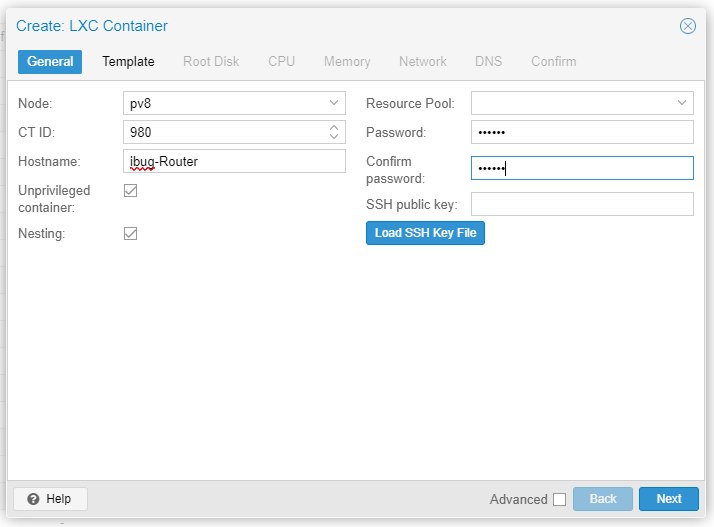 Create: LXC Container
General Template Root Disk CPU Memory Network DNS Confirm
Node: pv8
CT ID: 980
Hostname: ibug-Router
Unprivileged
container:
Nesting:
Resource Pool:
Password: ••••••
Confirm
password: ••••••
SSH public key:
Load SSH Key File
Help Advanced Back Next